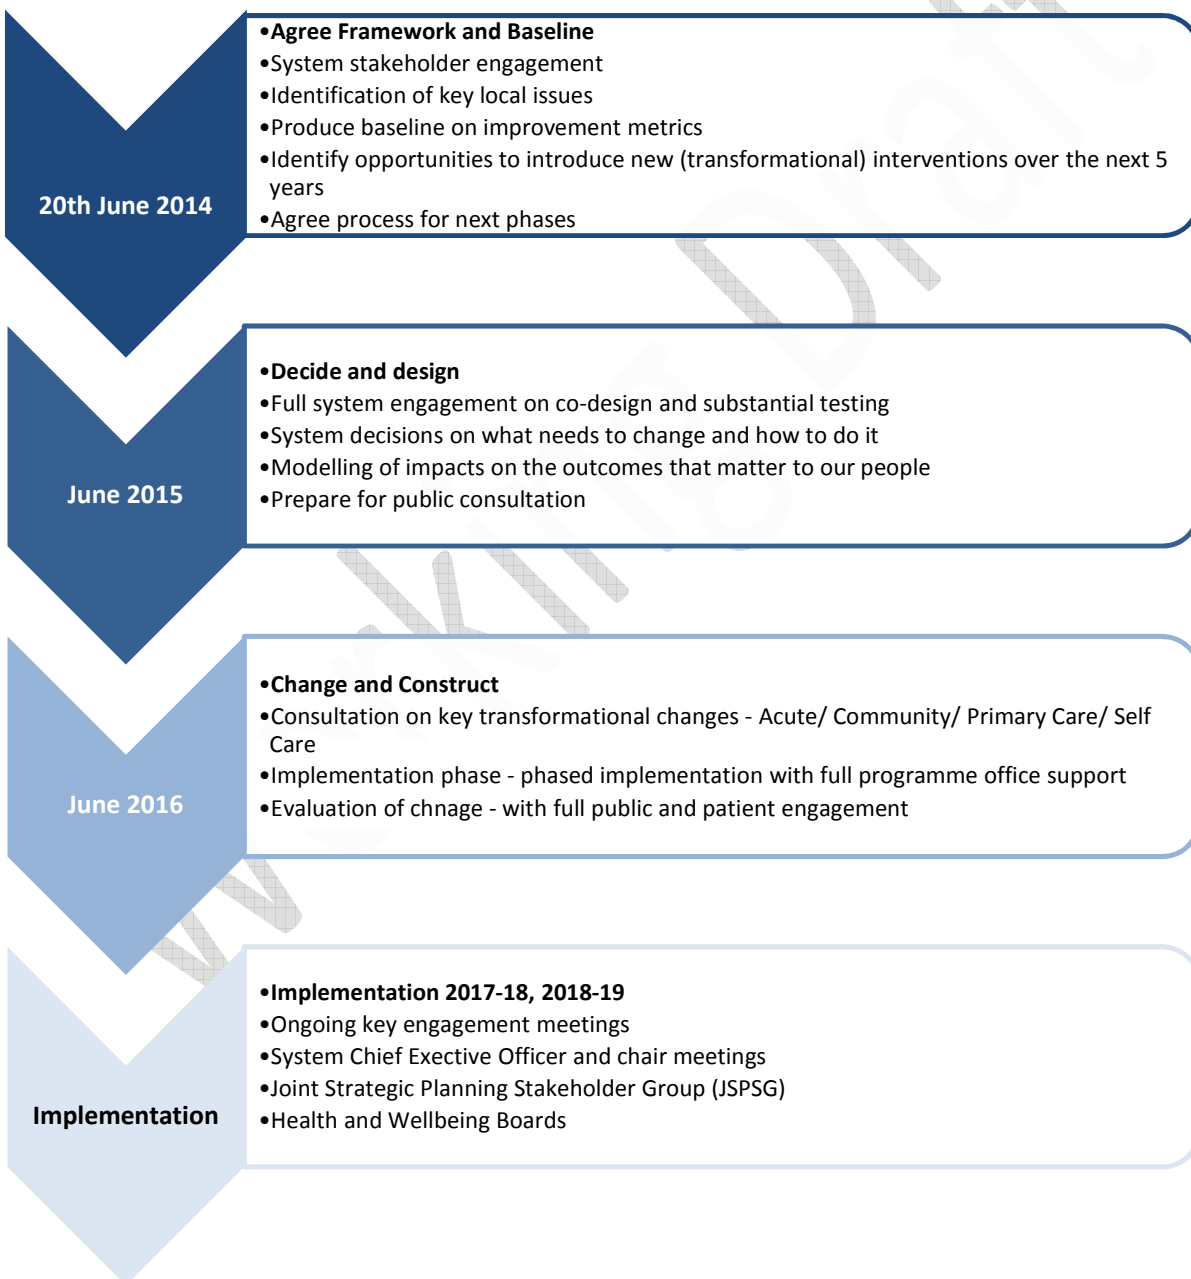 20th June 2014
•Agree Framework and Baseline
•System stakeholder engagement
•Identification of key local issues
•Produce baseline on improvement metrics
•Identify opportunities to introduce new (transformational) interventions over the next 5
years
•Agree process for next phases
June 2015
•Decide and design
•Full system engagement on co-design and substantial testing
•System decisions on what needs to change and how to do it
•Modelling of impacts on the outcomes that matter to our people
•Prepare for public consultation
June 2016
•Change and Construct
•Consultation on key transformational changes - Acute/ Community/ Primary Care/ Self
Care
•Implementation phase - phased implementation with full programme office support
•Evaluation of chnage - with full public and patient engagement
Implementation
•Implementation 2017-18, 2018-19
•Ongoing key engagement meetings
•System Chief Exective Officer and chair meetings
•Joint Strategic Planning Stakeholder Group (JSPSG)
•Health and Wellbeing Boards
Working Draft